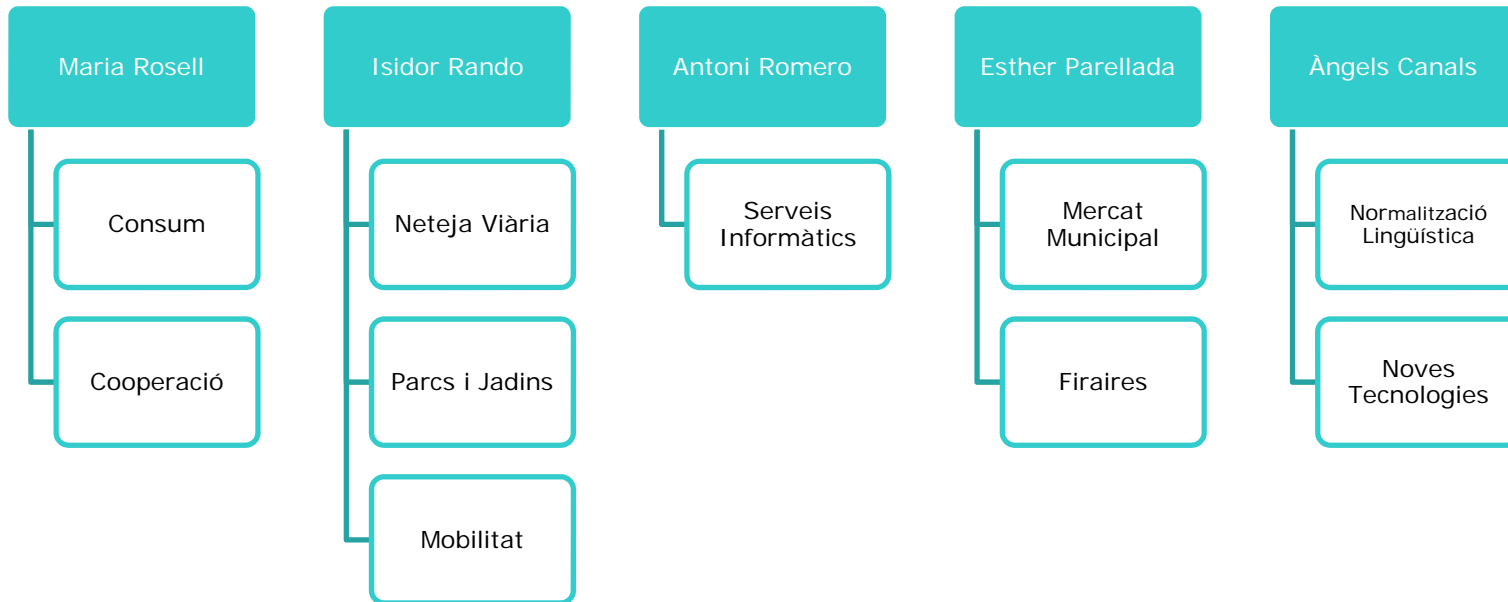 Maria Rosell
Isidor Rando
Antoni Romero
Esther Parellada
Àngels Canals
Consum
Neteja Viària
Serveis
Informàtics
Mercat
Municipal
Normalització
Lingüística
Cooperació
Parcs i Jadins
Firaires
Noves
Tecnologies
Mobilitat